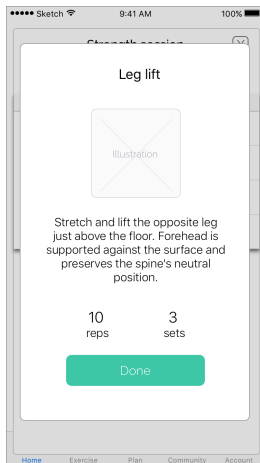 Sketch 9:41 AM 100%
Strength session
Leg lift
Illustration
Stretch and lift the opposite leg
just above the floor. Forehead is
supported against the surface and
preserves the spine's neutral
position.
10 3
reps sets
Done
Home Exercise Plan Community Account